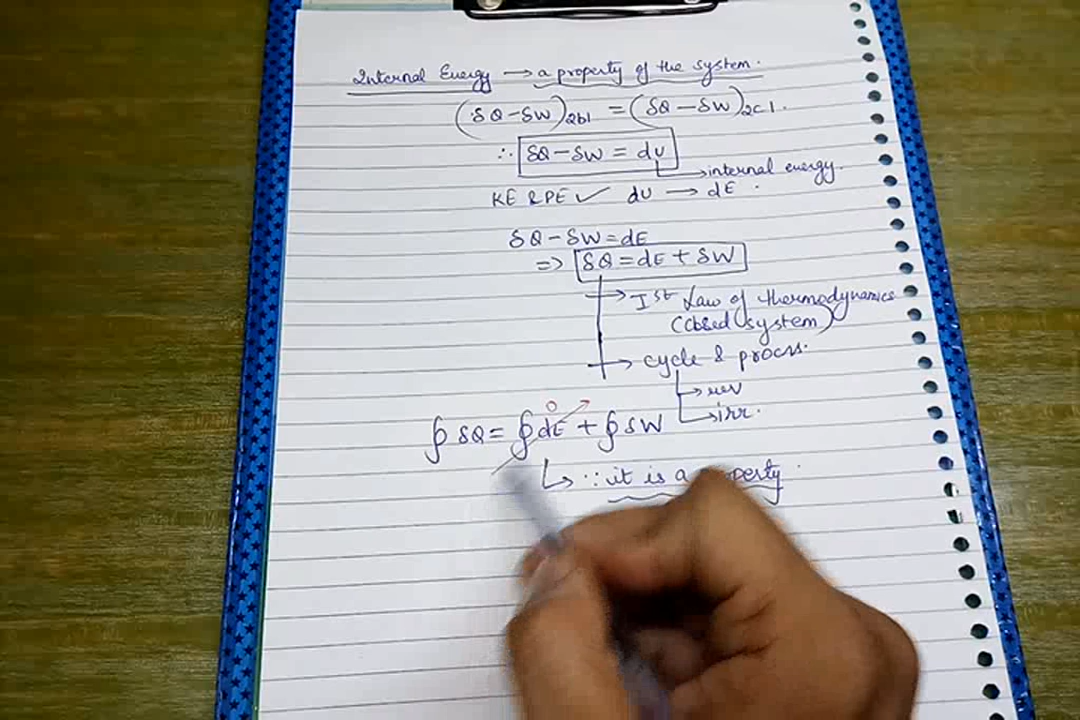 Internal Energy → a property of the system.
(δQ-δW)2b1 = (δQ-δW)2c1.
∴ δQ-δW = dU
→ internal energy.
KE & PE ✓ dU → dE.
δQ-δW=dE
=> δQ = dE + δW
→ Ist Law of thermodynamics
(closed system)
→ cycle & process.
→ rev
→ irr.
0
∮ δQ = ∮ dE + ∮ δW
↳ ∵ it is a property.